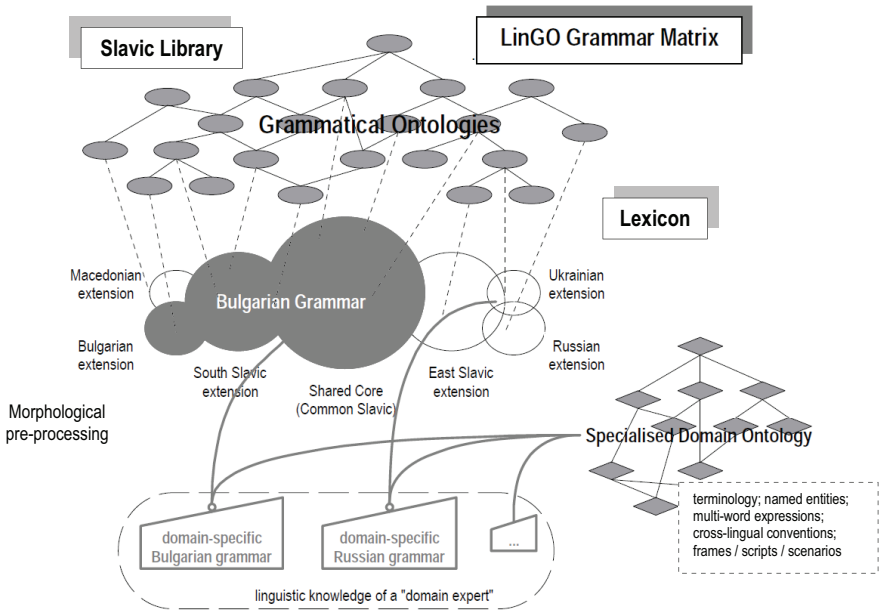 Slavic Library
LinGO Grammar Matrix
Grammatical Ontologies
Lexicon
Macedonian
extension
Bulgarian Grammar
Ukrainian
extension
Bulgarian
extension
South Slavic
extension
Shared Core
(Common Slavic)
East Slavic
extension
Russian
extension
Morphological
pre-processing
Specialised Domain Ontology
terminology; named entities;
multi-word expressions;
cross-lingual conventions;
frames / scripts / scenarios
domain-specific
Bulgarian grammar
domain-specific
Russian grammar
...
linguistic knowledge of a "domain expert"